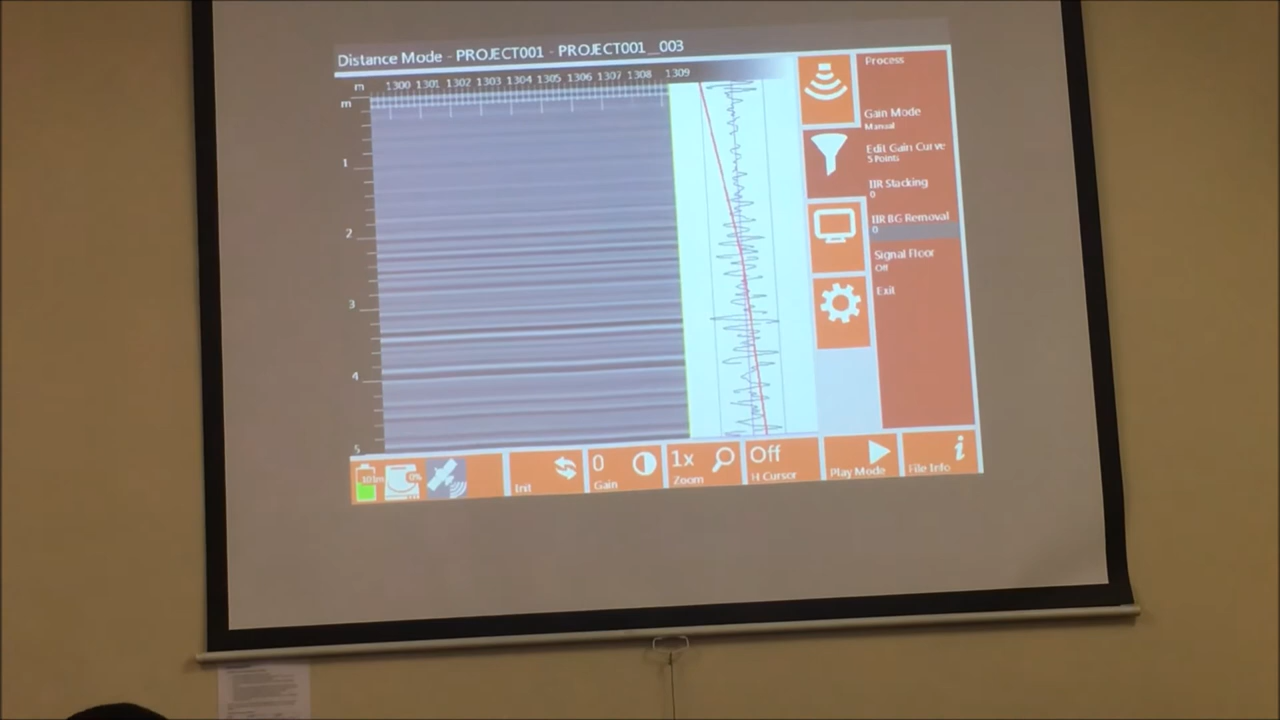 Distance Mode - PROJECT001 - PROJECT001__003
m 1300 1301 1302 1303 1304 1305 1306 1307 1308 1309
m
1
2
3
4
5
Process
Gain Mode
Manual
Edit Gain Curve
5 Points
IIR Stacking
0
IIR BG Removal
0
Signal Floor
Off
Exit
0%
Init
0
Gain
1x
Zoom
Off
H Cursor
Play Mode
i
File Info